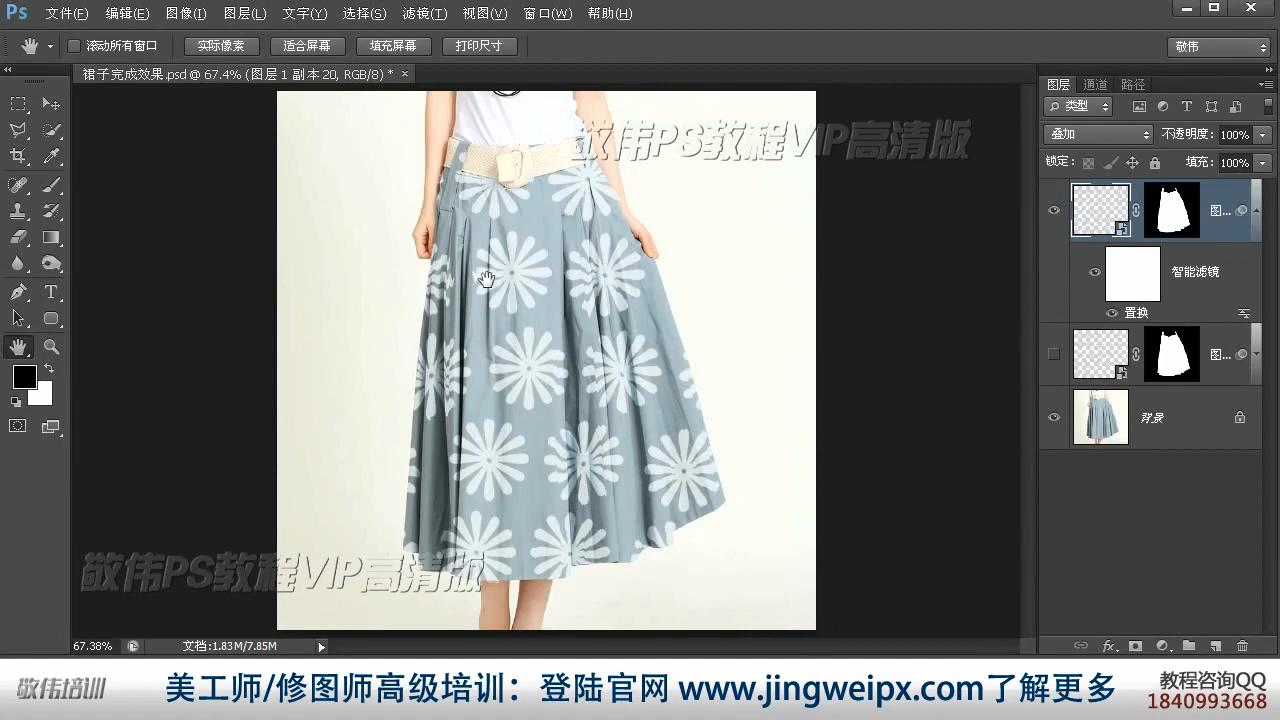 Ps 文件(F) 编辑(E) 图像(I) 图层(L) 文字(Y) 选择(S) 滤镜(T) 视图(V) 窗口(W) 帮助(H)
滚动所有窗口 实际像素 适合屏幕 填充屏幕 打印尺寸 敬伟
裙子完成效果.psd @ 67.4% (图层 1 副本 20, RGB/8) * ×
图层 通道 路径
类型
叠加 不透明度: 100%
锁定: 填充: 100%
敬伟PS教程VIP高清版
图...
智能滤镜
置换
图...
背景
敬伟PS教程VIP高清版
67.38% 文档:1.83M/7.85M
敬伟培训
美工师/修图师高级培训：登陆官网 www.jingweipx.com了解更多
教程咨询QQ
1840993668